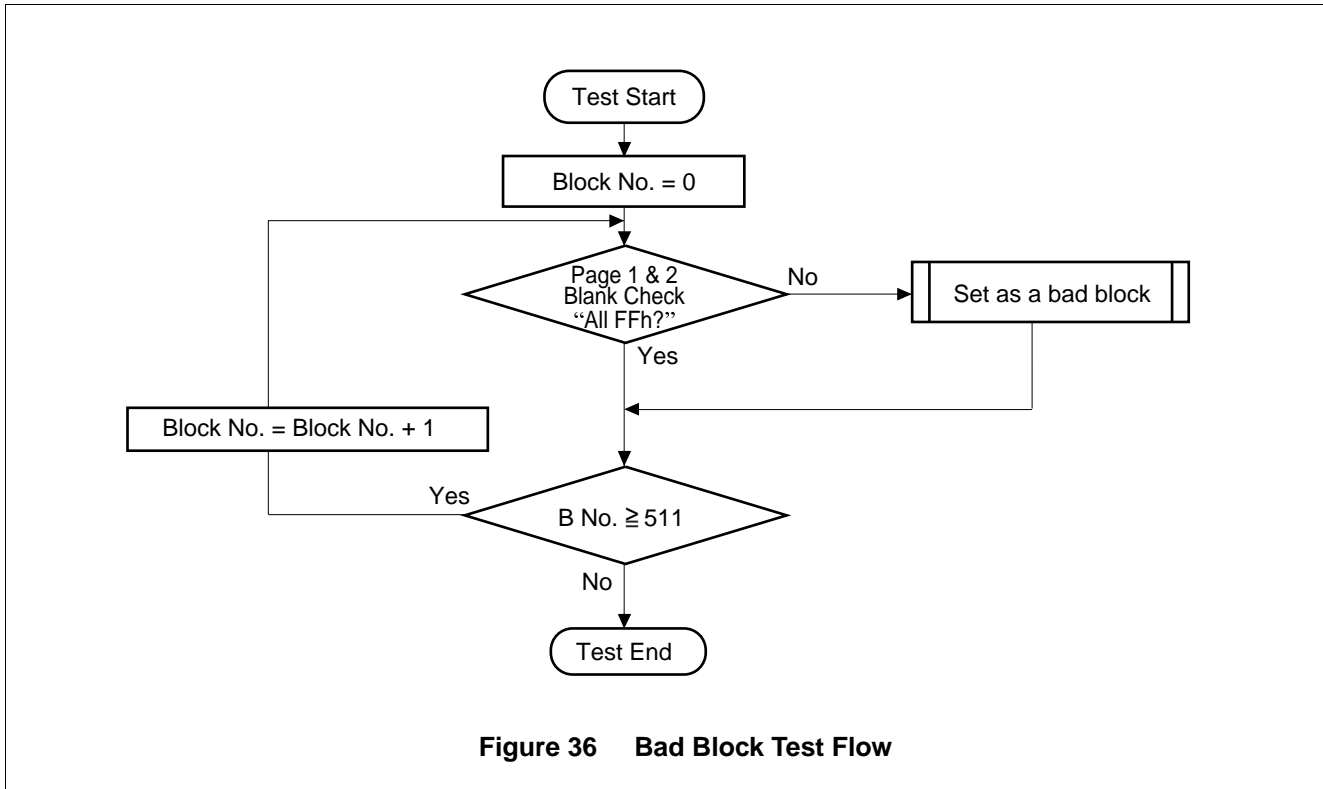 Test Start
Block No. = 0
Page 1 & 2
Blank Check
“All FFh?”
No
Set as a bad block
Yes
Block No. = Block No. + 1
Yes
B No. ≧ 511
No
Test End
Figure 36 Bad Block Test Flow